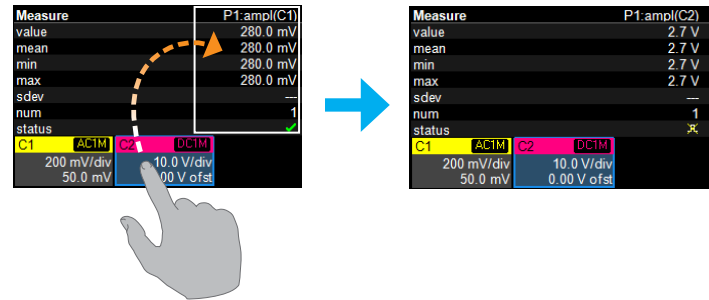 Measure P1:ampl(C1)
value 280.0 mV
mean 280.0 mV
min 280.0 mV
max 280.0 mV
sdev ---
num 1
status
C1 AC1M C2 DC1M
200 mV/div 10.0 V/div
50.0 mV .00 V ofst
Measure P1:ampl(C2)
value 2.7 V
mean 2.7 V
min 2.7 V
max 2.7 V
sdev ---
num 1
status
C1 AC1M C2 DC1M
200 mV/div 10.0 V/div
50.0 mV 0.00 V ofst